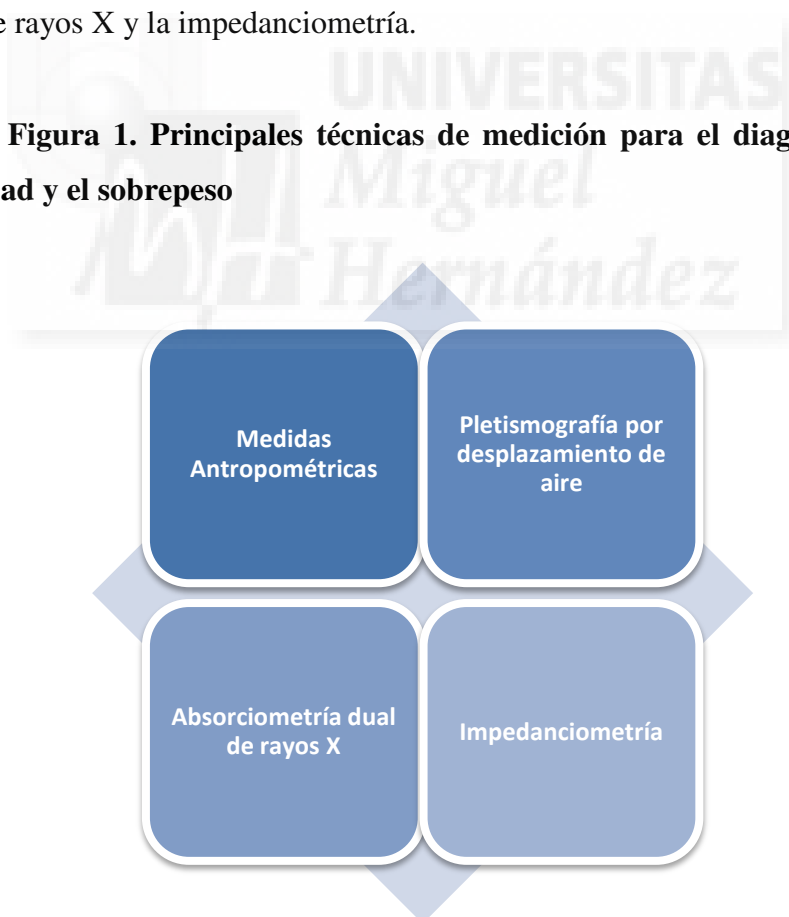 e rayos X y la impedanciometría.
UNIVERSITAS
Miguel
Hernández
Figura 1. Principales técnicas de medición para el diag
ad y el sobrepeso
Medidas
Antropométricas
Pletismografía por
desplazamiento de
aire
Absorciometría dual
de rayos X
Impedanciometría